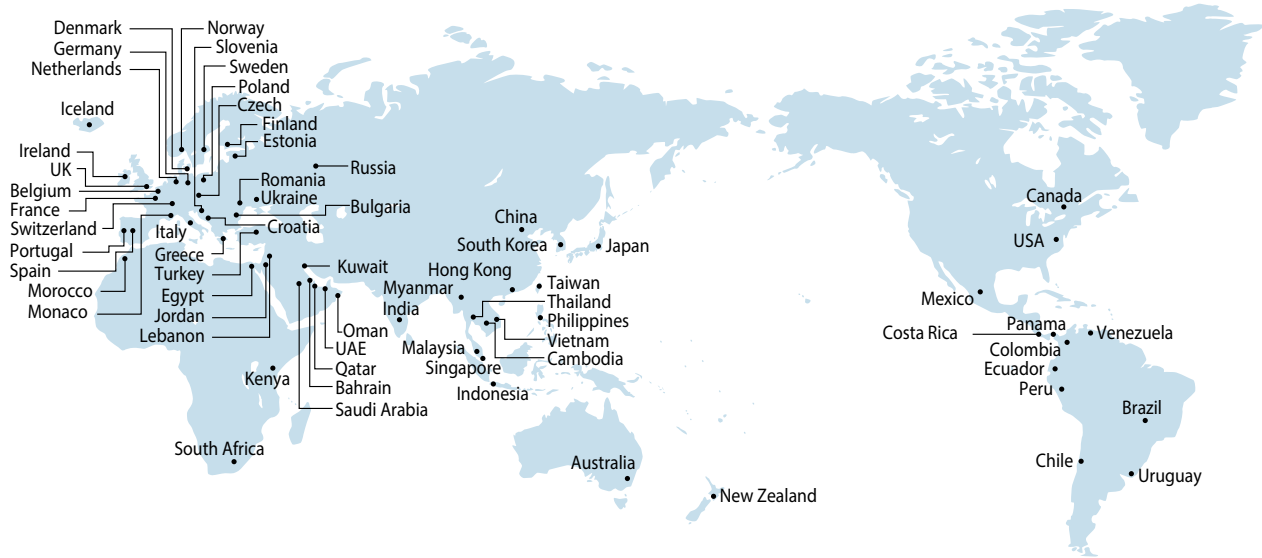 Denmark
Germany
Netherlands
Iceland
Ireland
UK
Belgium
France
Switzerland
Portugal
Spain
Morocco
Monaco
Norway
Slovenia
Sweden
Poland
Czech
Finland
Estonia
Russia
Romania
Ukraine
Bulgaria
Croatia
Italy
Greece
Turkey
Egypt
Jordan
Lebanon
Kuwait
Oman
UAE
Qatar
Bahrain
Saudi Arabia
Kenya
South Africa
China
South Korea
Japan
Hong Kong
Myanmar
India
Taiwan
Thailand
Philippines
Vietnam
Cambodia
Malaysia
Singapore
Indonesia
Australia
New Zealand
Canada
USA
Mexico
Costa Rica
Panama
Venezuela
Colombia
Ecuador
Peru
Brazil
Chile
Uruguay